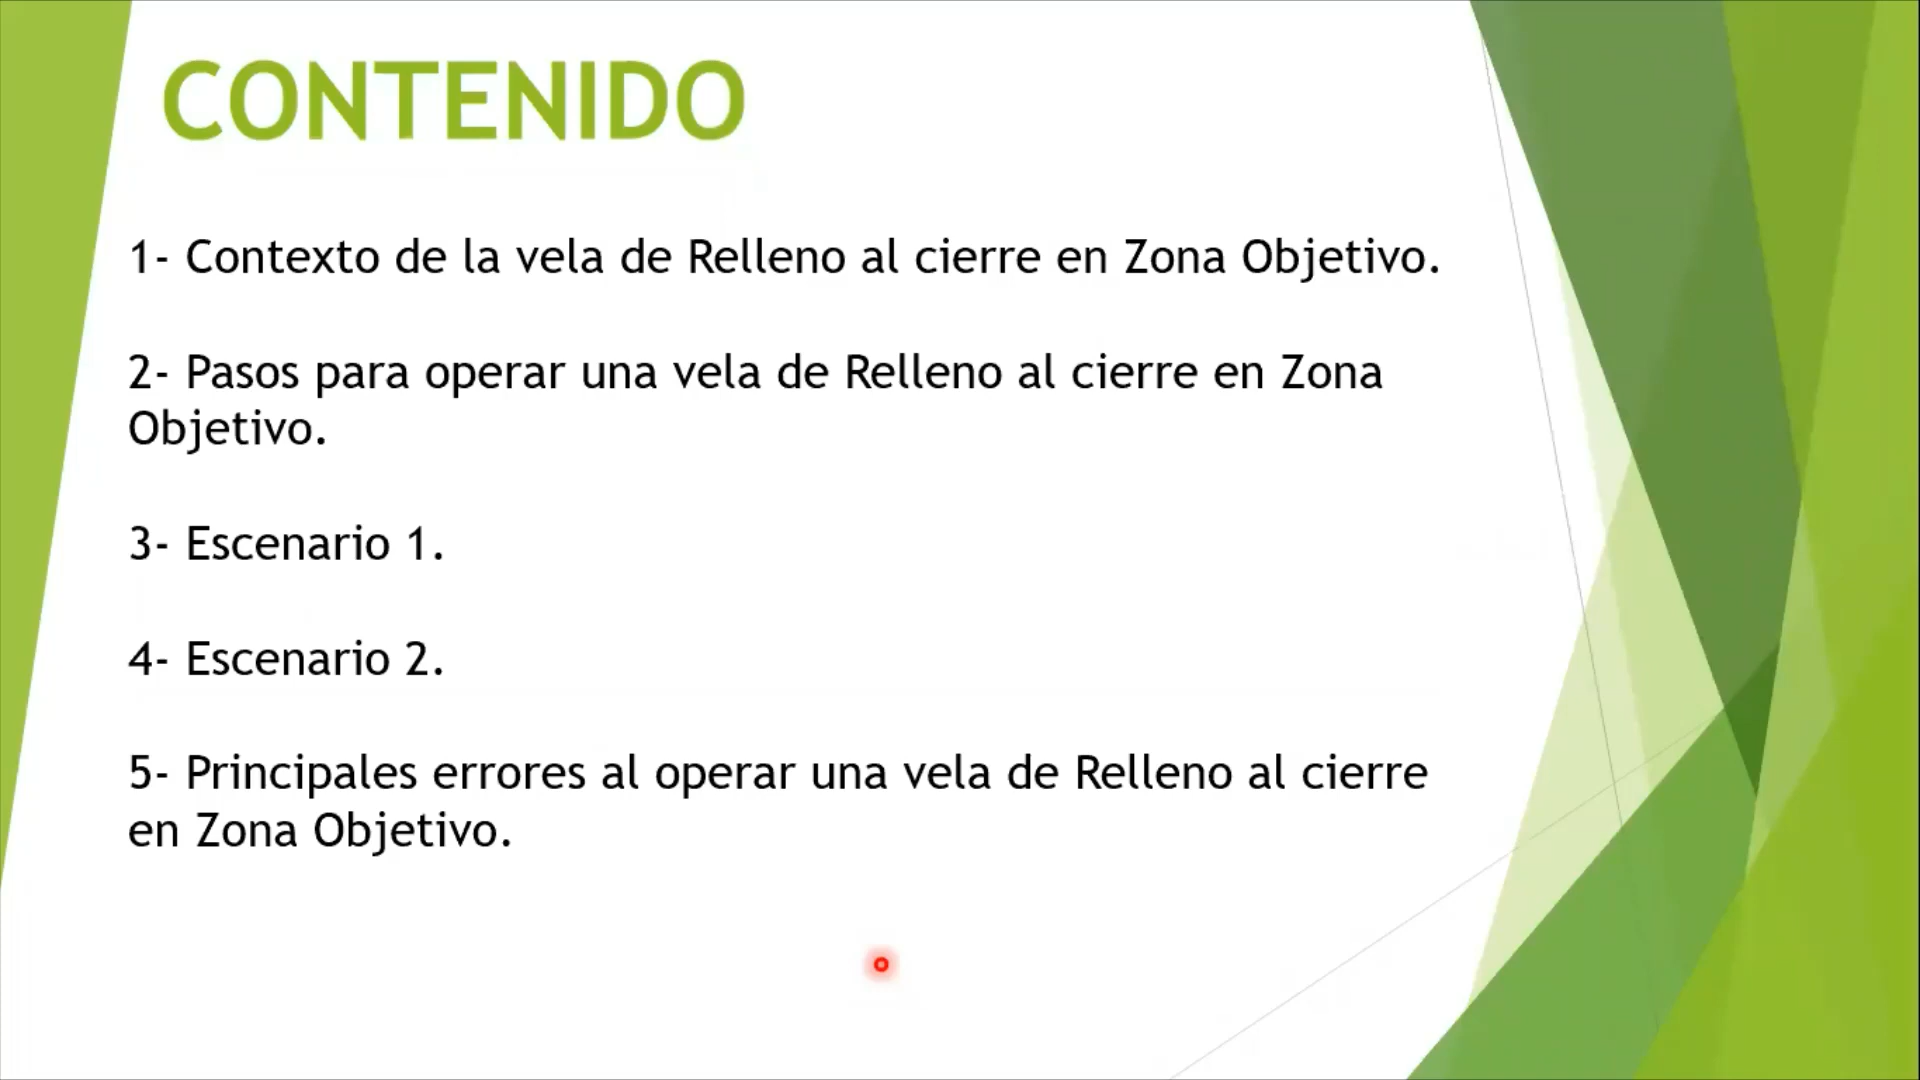 CONTENIDO
1- Contexto de la vela de Relleno al cierre en Zona Objetivo.
2- Pasos para operar una vela de Relleno al cierre en Zona
Objetivo.
3- Escenario 1.
4- Escenario 2.
5- Principales errores al operar una vela de Relleno al cierre
en Zona Objetivo.